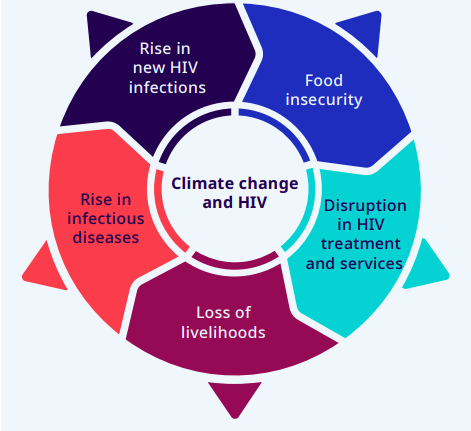 Rise in
new HIV
infections
Food
insecurity
Climate change
and HIV
Disruption
in HIV
treatment
and services
Rise in
infectious
diseases
Loss of
livelihoods